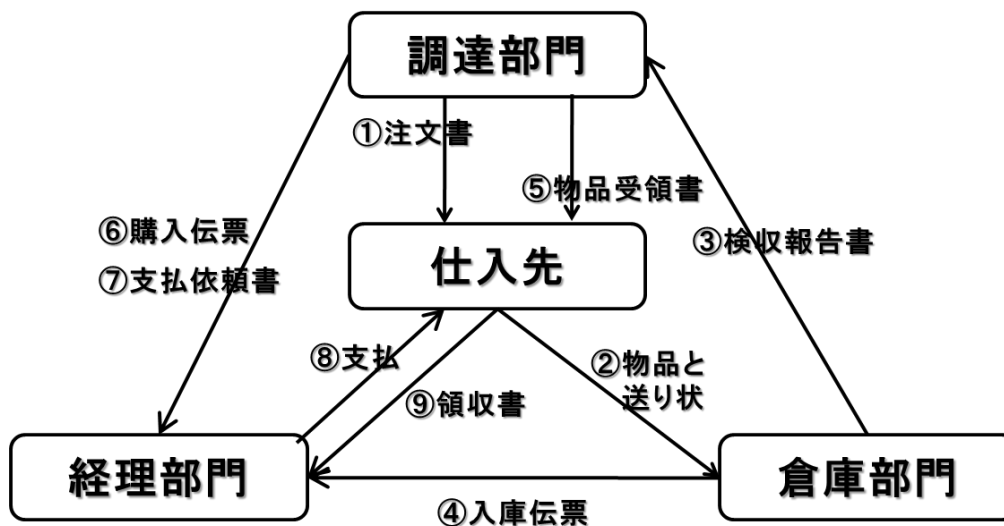 調達部門
①注文書
⑤物品受領書
⑥購入伝票
③検収報告書
仕入先
⑦支払依頼書
⑧支払
②物品と
送り状
⑨領収書
経理部門
倉庫部門
④入庫伝票